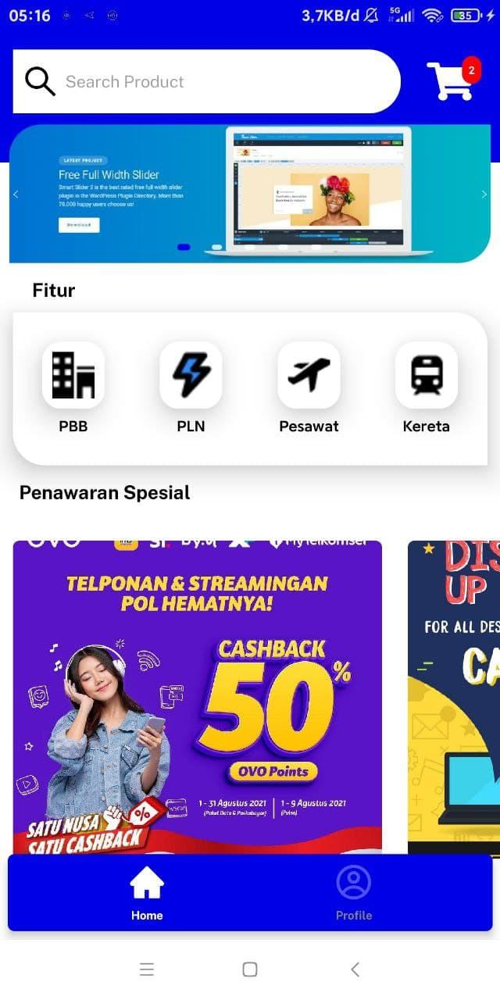 05:16
3,7KB/d
5G
35
Search Product
2
LATEST PROJECT
Free Full Width Slider
Smart Slider 3 is the best rated free full width slider
plugin in the WordPress Plugin Directory. More than
70,000 happy users choose us!
Download
Fitur
PBB
PLN
Pesawat
Kereta
Penawaran Spesial
OVO
by.U
MyTelkomsel
TELPONAN & STREAMINGAN
POL HEMATNYA!
CASHBACK
50%
OVO Points
1 - 31 Agustus 2021
(Paket Data & Paskabayar)
1 - 9 Agustus 2021
(Pulsa)
SATU NUSA
SATU CASHBACK
%
DIS
UP
FOR ALL DES
CA
Home
Profile